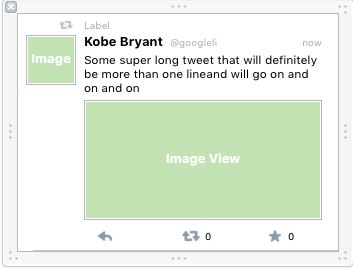 Label
Kobe Bryant @googleli now
Image
Some super long tweet that will definitely
be more than one lineand will go on and
on and on
Image View
0 0